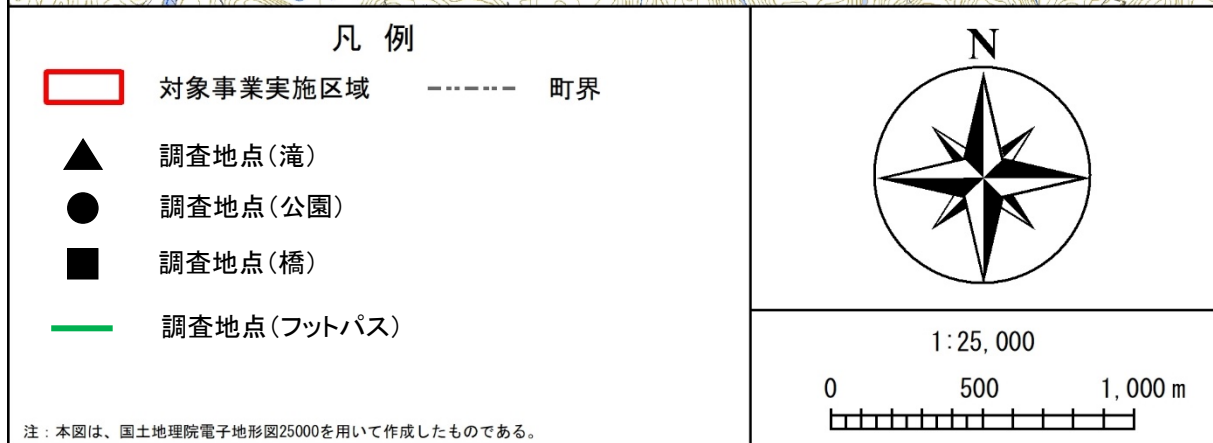 凡 例
対象事業実施区域 町界
調査地点(滝)
調査地点(公園)
調査地点(橋)
調査地点(フットパス)
注：本図は、国土地理院電子地形図25000を用いて作成したものである。
N
1:25,000
0 500 1,000 m